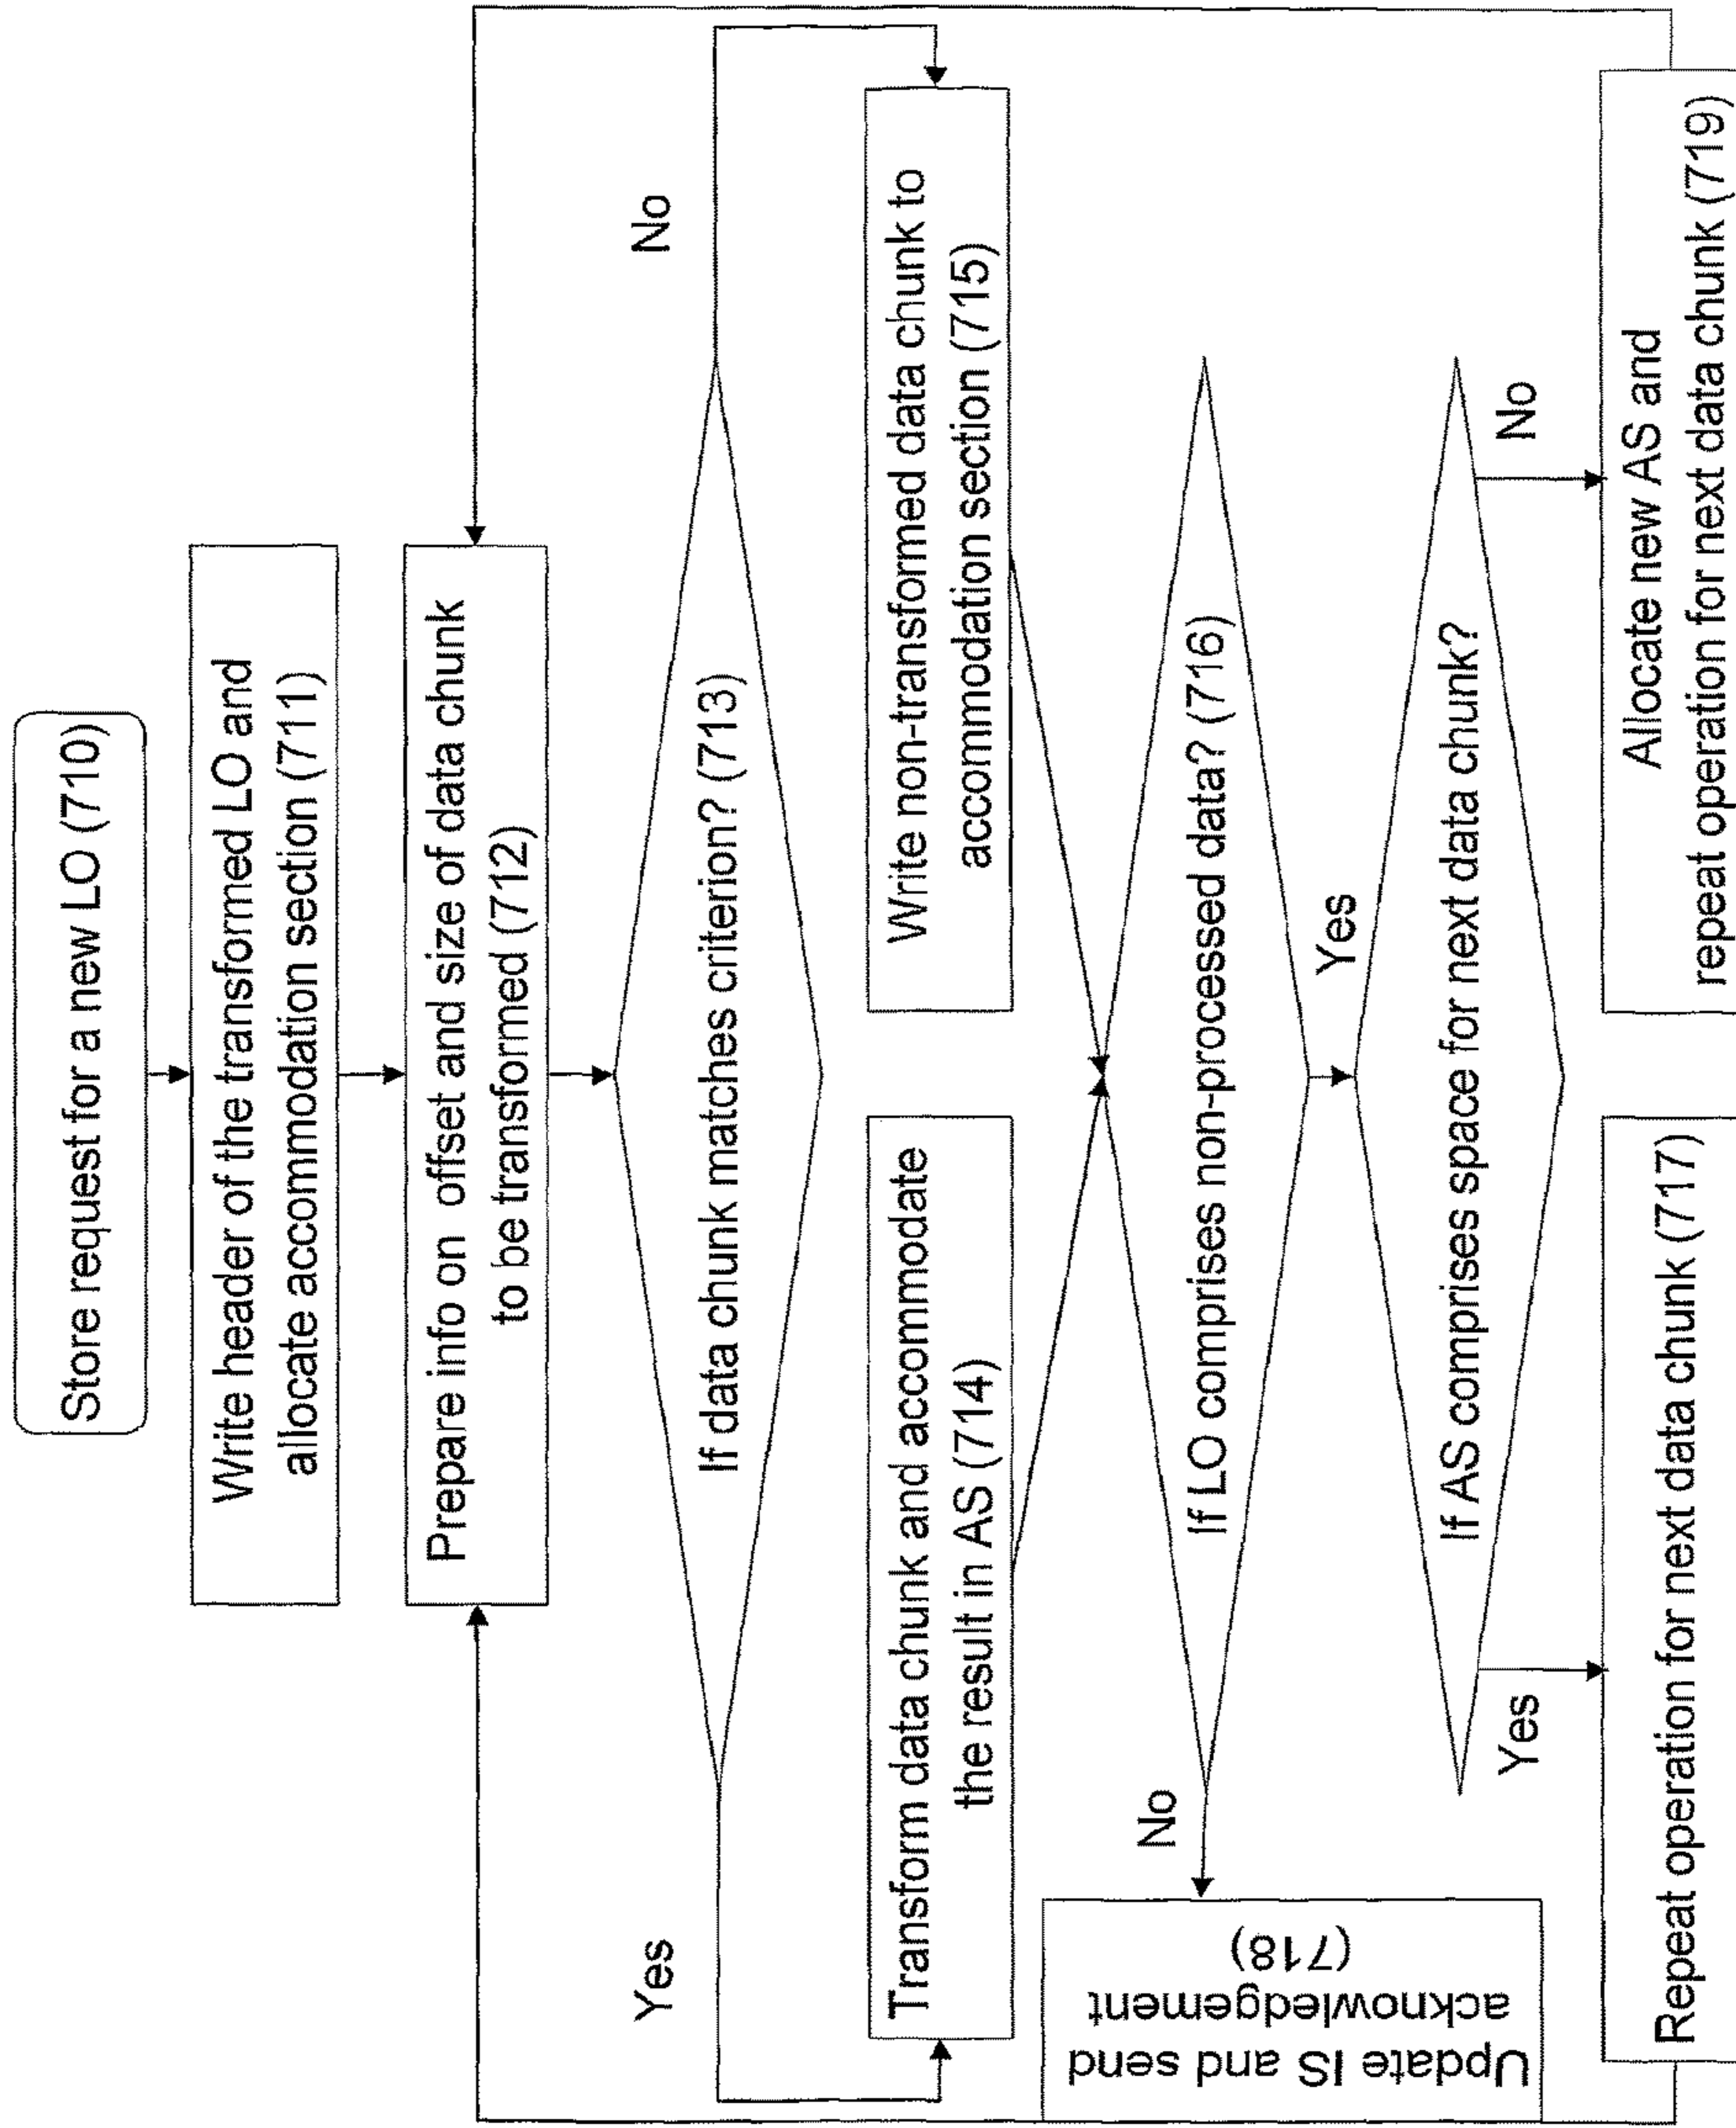 Store request for a new LO (710)
Write header of the transformed LO and
allocate accommodation section (711)
Prepare info on offset and size of data chunk
to be transformed (712)
If data chunk matches criterion? (713)
Yes
No
Transform data chunk and accommodate
the result in AS (714)
Write non-transformed data chunk to
accommodation section (715)
If LO comprises non-processed data? (716)
No
Yes
Update IS and send
acknowledgement
(718)
If AS comprises space for next data chunk?
Yes
No
Repeat operation for next data chunk (717)
Allocate new AS and
repeat operation for next data chunk (719)